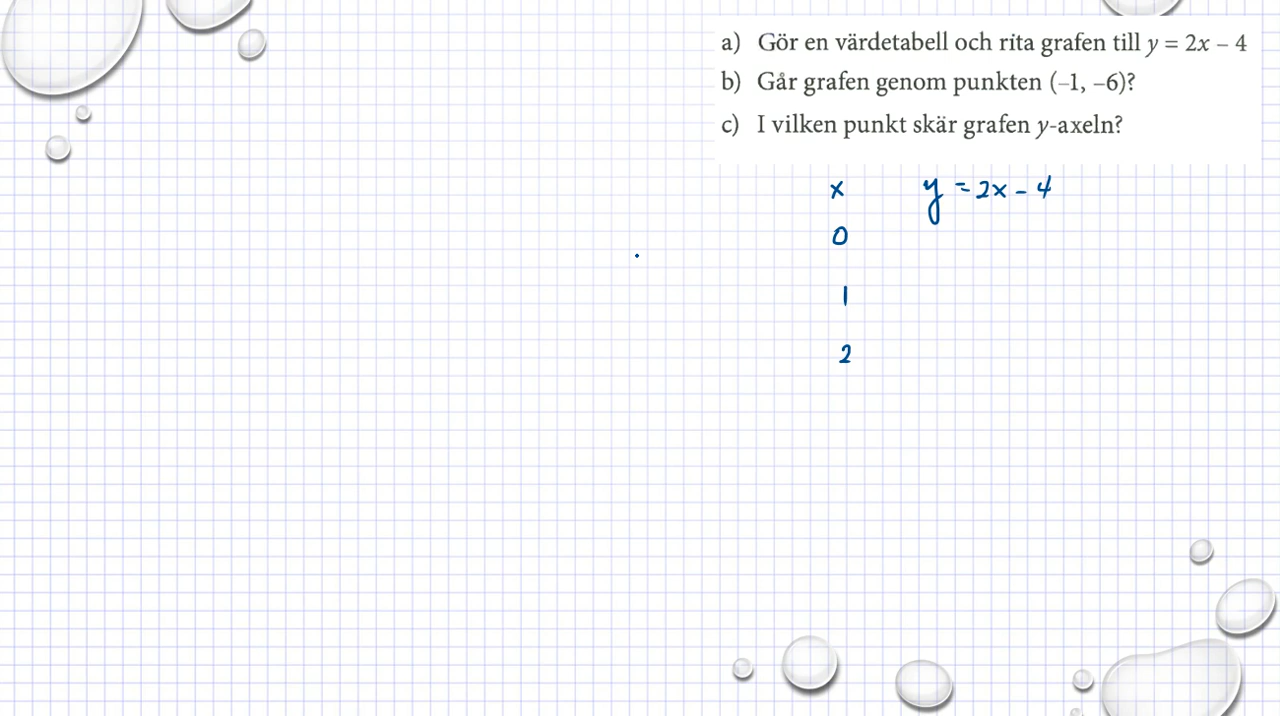 a) Gör en värdetabell och rita grafen till y = 2x – 4
b) Går grafen genom punkten (–1, –6)?
c) I vilken punkt skär grafen y-axeln?
x y = 2x – 4
0
1
2